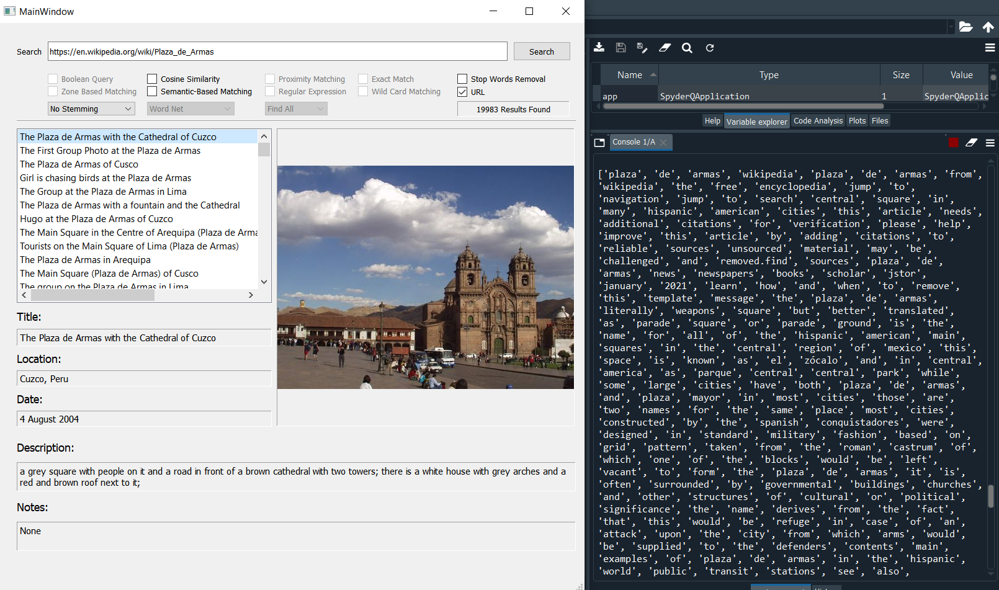 MainWindow
Search
https://en.wikipedia.org/wiki/Plaza_de_Armas
Search
Boolean Query
Cosine Similarity
Proximity Matching
Exact Match
Stop Words Removal
Zone Based Matching
Semantic-Based Matching
Regular Expression
Wild Card Matching
URL
No Stemming
Word Net
Find All
19983 Results Found
The Plaza de Armas with the Cathedral of Cuzco
The First Group Photo at the Plaza de Armas
The Plaza de Armas of Cusco
Girl is chasing birds at the Plaza de Armas
The Group at the Plaza de Armas in Lima
The Plaza de Armas with a fountain and the Cathedral
Hugo at the Plaza de Armas of Cuzco
The Main Square in the Centre of Arequipa (Plaza de Arma
Tourists on the Main Square of Lima (Plaza de Armas)
The Plaza de Armas in Arequipa
The Main Square (Plaza de Armas) of Cusco
The group on the Plaza de Armas in Lima
Title:
The Plaza de Armas with the Cathedral of Cuzco
Location:
Cuzco, Peru
Date:
4 August 2004
Description:
a grey square with people on it and a road in front of a brown cathedral with two towers; there is a white house with grey arches and a
red and brown roof next to it;
Notes:
None
Name Type Size Value
app SpyderQApplication 1 SpyderQApplic
Help Variable explorer Code Analysis Plots Files
Console 1/A
['plaza', 'de', 'armas', 'wikipedia', 'plaza', 'de', 'armas', 'from',
'wikipedia', 'the', 'free', 'encyclopedia', 'jump', 'to',
'navigation', 'jump', 'to', 'search', 'central', 'square', 'in',
'many', 'hispanic', 'american', 'cities', 'this', 'article', 'needs',
'additional', 'citations', 'for', 'verification', 'please', 'help',
'improve', 'this', 'article', 'by', 'adding', 'citations', 'to',
'reliable', 'sources', 'unsourced', 'material', 'may', 'be',
'challenged', 'and', 'removed.find', 'sources', 'plaza', 'de',
'armas', 'news', 'newspapers', 'books', 'scholar', 'jstor',
'january', '2021', 'learn', 'how', 'and', 'when', 'to', 'remove',
'this', 'template', 'message', 'the', 'plaza', 'de', 'armas',
'literally', 'weapons', 'square', 'but', 'better', 'translated',
'as', 'parade', 'square', 'or', 'parade', 'ground', 'is', 'the',
'name', 'for', 'all', 'of', 'the', 'hispanic', 'american', 'main',
'squares', 'in', 'the', 'central', 'region', 'of', 'mexico', 'this',
'space', 'is', 'known', 'as', 'el', 'zócalo', 'and', 'in', 'central',
'america', 'as', 'parque', 'central', 'central', 'park', 'while',
'some', 'large', 'cities', 'have', 'both', 'plaza', 'de', 'armas',
'and', 'plaza', 'mayor', 'in', 'most', 'cities', 'those', 'are',
'two', 'names', 'for', 'the', 'same', 'place', 'most', 'cities',
'constructed', 'by', 'the', 'spanish', 'conquistadores', 'were',
'designed', 'in', 'standard', 'military', 'fashion', 'based', 'on',
'grid', 'pattern', 'taken', 'from', 'the', 'roman', 'castrum', 'of',
'which', 'one', 'of', 'the', 'blocks', 'would', 'be', 'left',
'vacant', 'to', 'form', 'the', 'plaza', 'de', 'armas', 'it', 'is',
'often', 'surrounded', 'by', 'governmental', 'buildings', 'churches',
'and', 'other', 'structures', 'of', 'cultural', 'or', 'political',
'significance', 'the', 'name', 'derives', 'from', 'the', 'fact',
'that', 'this', 'would', 'be', 'refuge', 'in', 'case', 'of', 'an',
'attack', 'upon', 'the', 'city', 'from', 'which', 'arms', 'would',
'be', 'supplied', 'to', 'the', 'defenders', 'contents', 'main',
'examples', 'of', 'plaza', 'de', 'armas', 'in', 'the', 'hispanic',
'world', 'public', 'transit', 'stations', 'see', 'also',